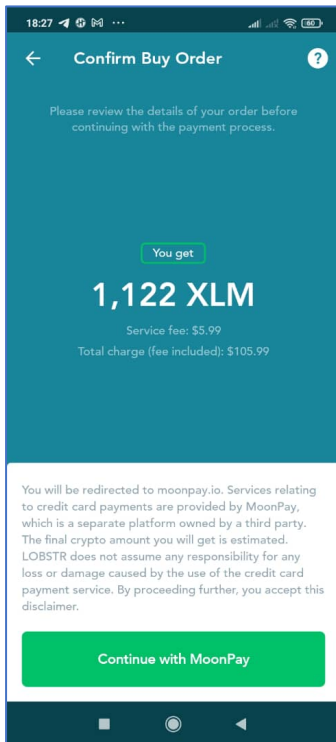 18:27 ···
60
Confirm Buy Order
?
Please review the details of your order before
continuing with the payment process.
You get
1,122 XLM
Service fee: $5.99
Total charge (fee included): $105.99
You will be redirected to moonpay.io. Services relating
to credit card payments are provided by MoonPay,
which is a separate platform owned by a third party.
The final crypto amount you will get is estimated.
LOBSTR does not assume any responsibility for any
loss or damage caused by the use of the credit card
payment service. By proceeding further, you accept this
disclaimer.
Continue with MoonPay